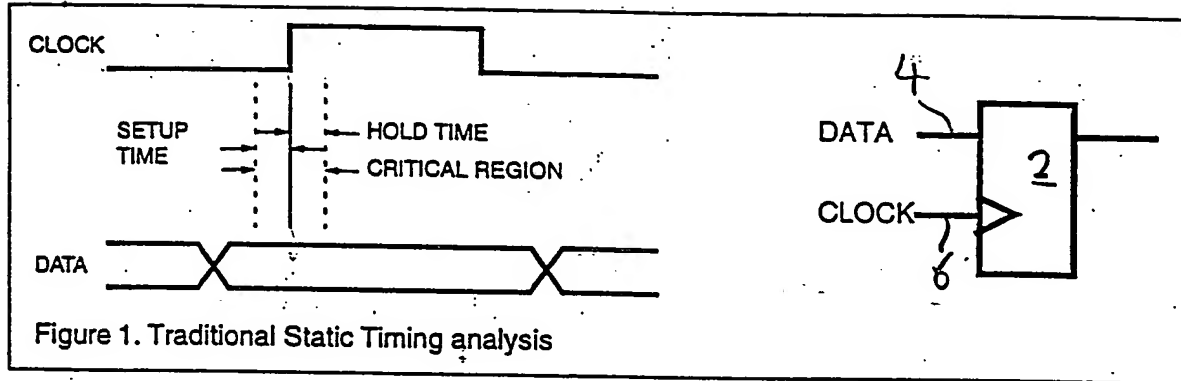 CLOCK
SETUP
TIME
HOLD TIME
CRITICAL REGION
DATA
4
DATA
2
CLOCK
6
Figure 1. Traditional Static Timing analysis